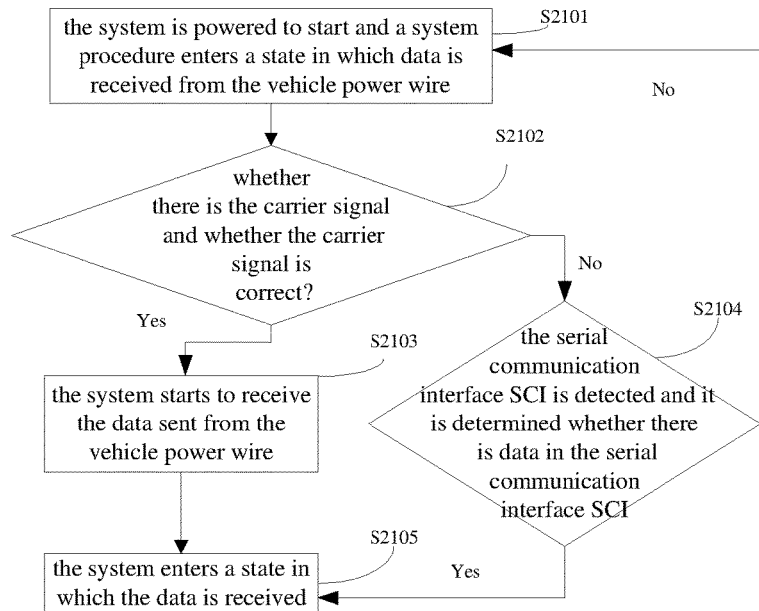 S2101
the system is powered to start and a system
procedure enters a state in which data is
received from the vehicle power wire
No
S2102
whether
there is the carrier signal
and whether the carrier
signal is
correct?
No
Yes
S2103
S2104
the system starts to receive
the data sent from the
vehicle power wire
the serial
communication
interface SCI is detected and it
is determined whether there
is data in the serial
communication
interface SCI
S2105
Yes
the system enters a state in
which the data is received